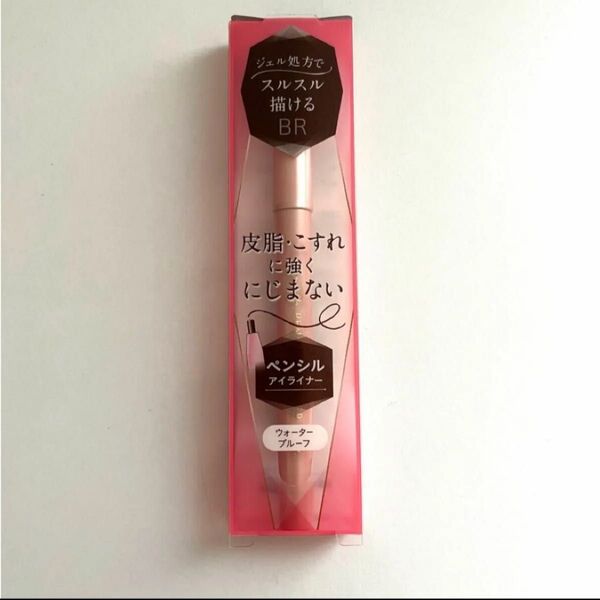 ジェル処方で
スルスル
描ける
BR
皮脂・こすれ
に強く
にじまない
ペンシル
アイライナー
ウォーター
プルーフ